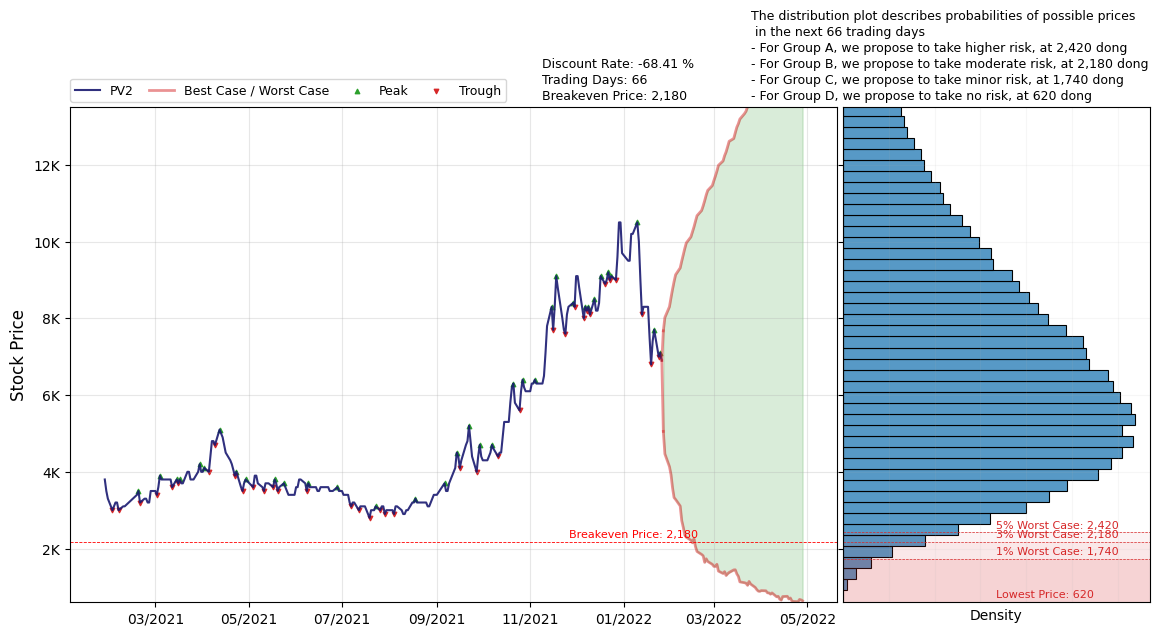 The distribution plot describes probabilities of possible prices
in the next 66 trading days
- For Group A, we propose to take higher risk, at 2,420 dong
- For Group B, we propose to take moderate risk, at 2,180 dong
- For Group C, we propose to take minor risk, at 1,740 dong
- For Group D, we propose to take no risk, at 620 dong
Discount Rate: -68.41 %
Trading Days: 66
Breakeven Price: 2,180
PV2 Best Case / Worst Case Peak Trough
Stock Price
12K
10K
8K
6K
4K
2K
Breakeven Price: 2,180
5% Worst Case: 2,420
3% Worst Case: 2,180
1% Worst Case: 1,740
Lowest Price: 620
03/2021 05/2021 07/2021 09/2021 11/2021 01/2022 03/2022 05/2022
Density